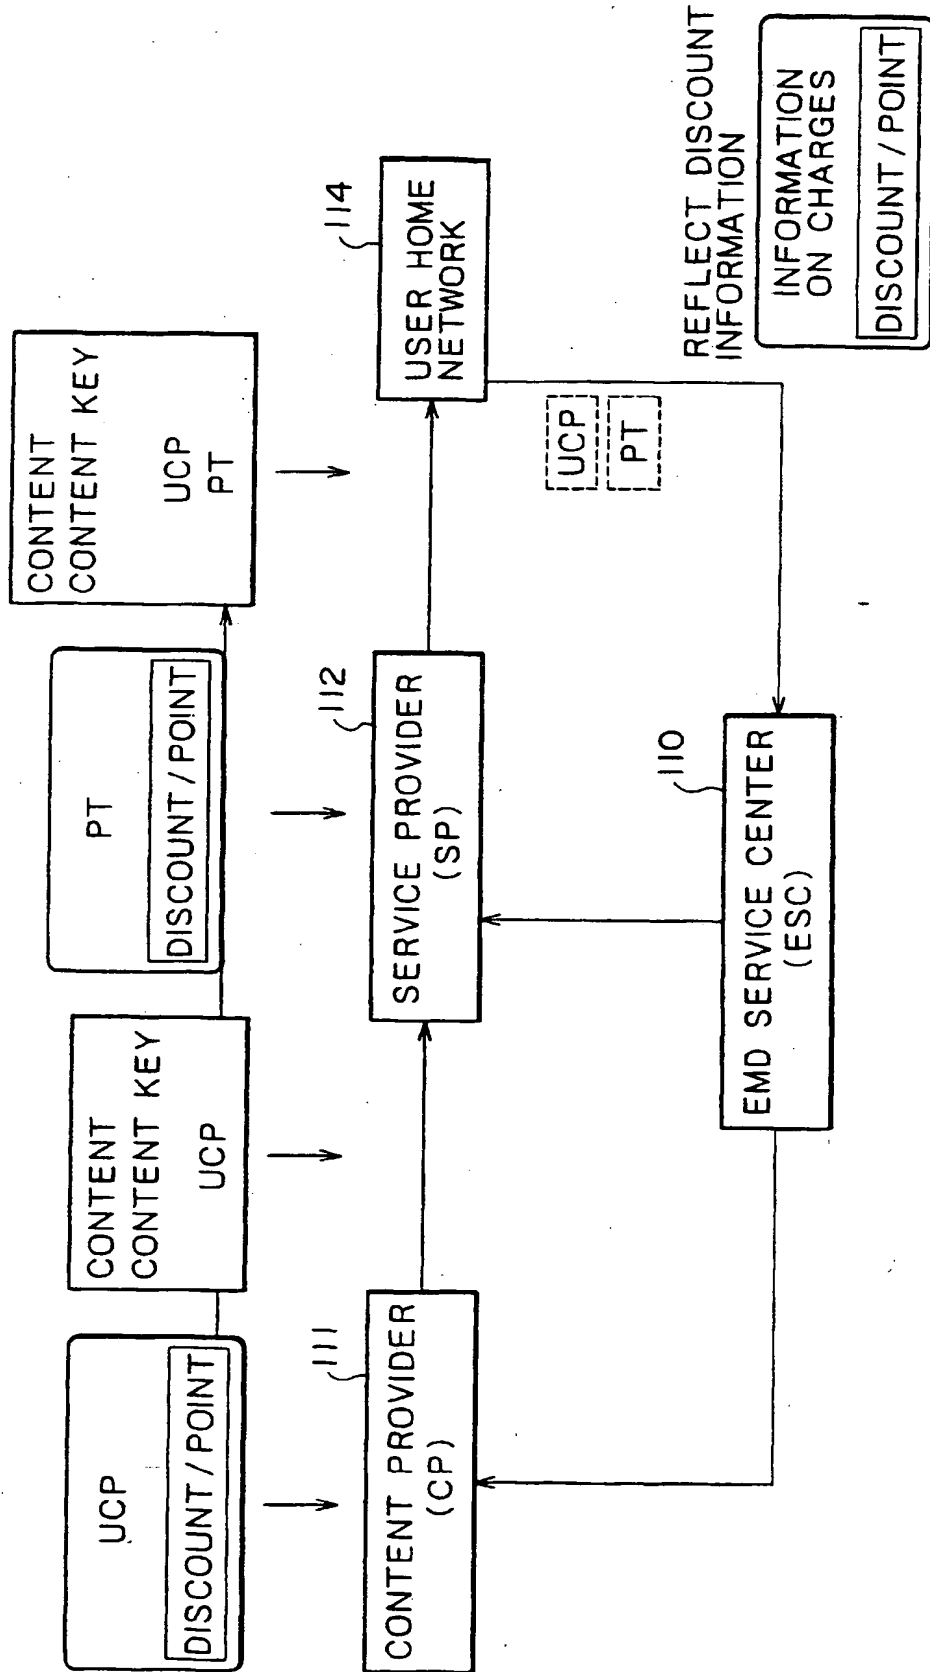 UCP
DISCOUNT/POINT
CONTENT
CONTENT KEY
UCP
PT
DISCOUNT/POINT
CONTENT
CONTENT KEY
UCP
PT
111
CONTENT PROVIDER
(CP)
112
SERVICE PROVIDER
(SP)
114
USER HOME
NETWORK
UCP
PT
110
EMD SERVICE CENTER
(ESC)
REFLECT DISCOUNT
INFORMATION
INFORMATION
ON CHARGES
DISCOUNT/POINT